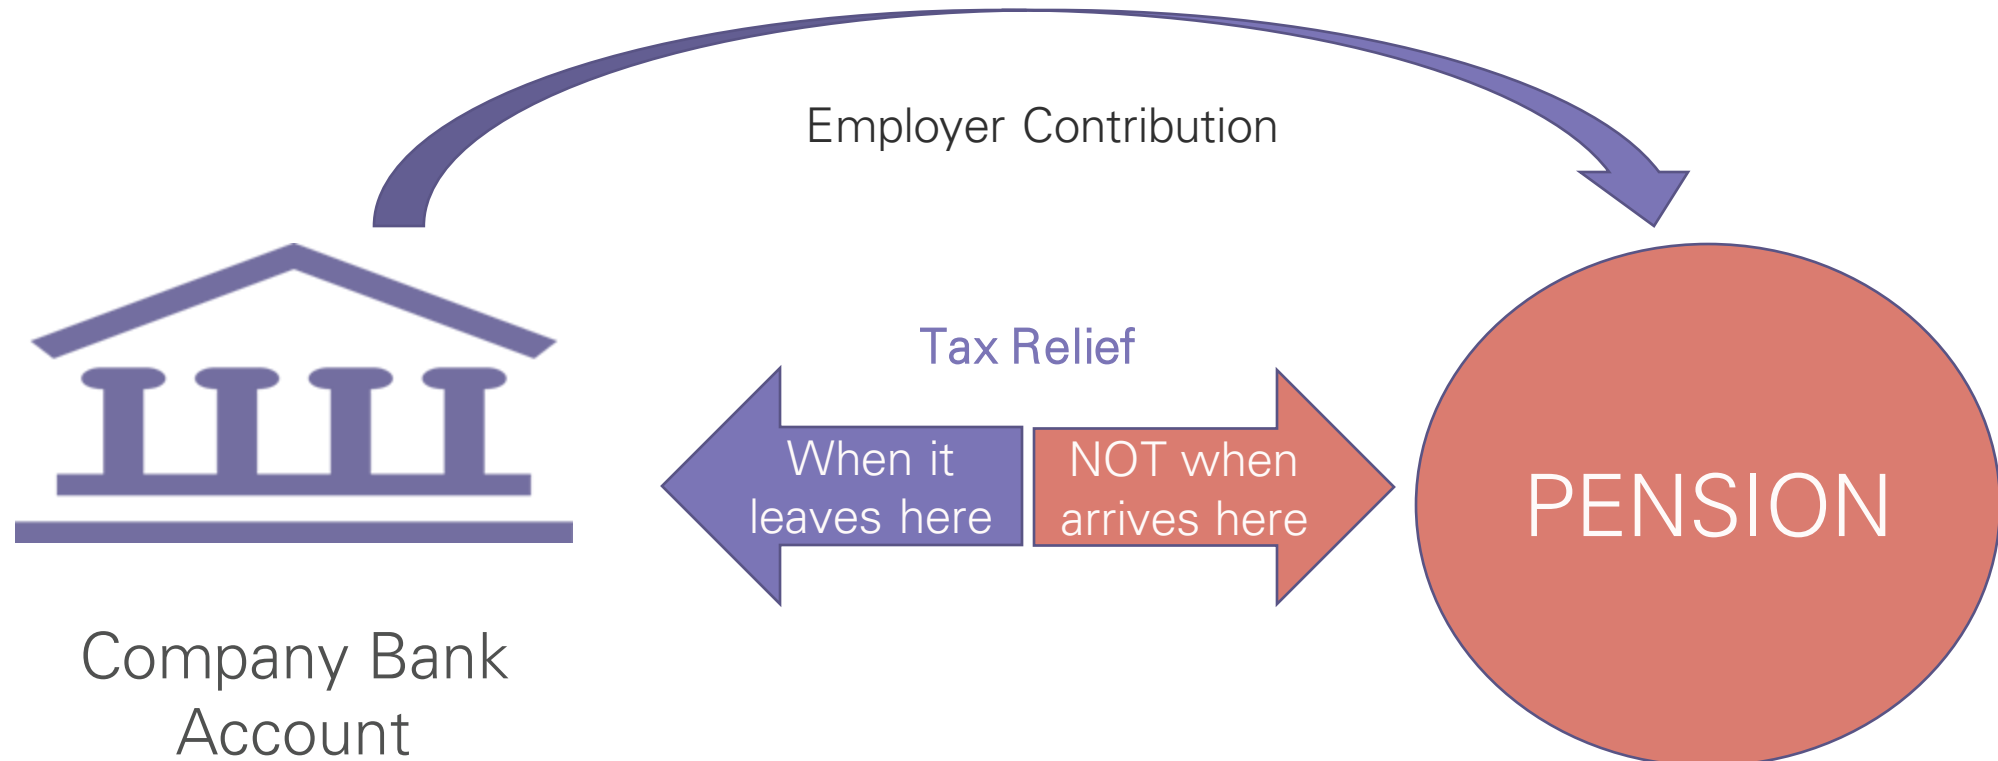 Employer Contribution
Tax Relief
When it
leaves here
NOT when
arrives here
PENSION
Company Bank
Account